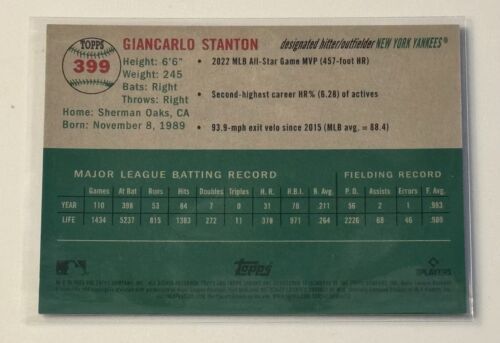 TOPPS
399
GIANCARLO STANTON
designated hitter/outfielder NEW YORK YANKEES®
Height: 6'6"
Weight: 245
Bats: Right
Throws: Right
Home: Sherman Oaks, CA
Born: November 8, 1989
• 2022 MLB All-Star Game MVP (457-foot HR)
• Second-highest career HR% (6.28) of actives
• 93.9-mph exit velo since 2015 (MLB avg. = 88.4)
MAJOR LEAGUE BATTING RECORD FIELDING RECORD
Games At Bat Runs Hits Doubles Triples H.R. R.B.I. B. Avg. P.O. Assists Errors F. Avg.
YEAR 110 398 53 84 7 0 31 78 .211 56 2 1 .983
LIFE 1434 5237 815 1383 272 11 378 971 .264 2226 68 46 .980
Topps
PLAYERS